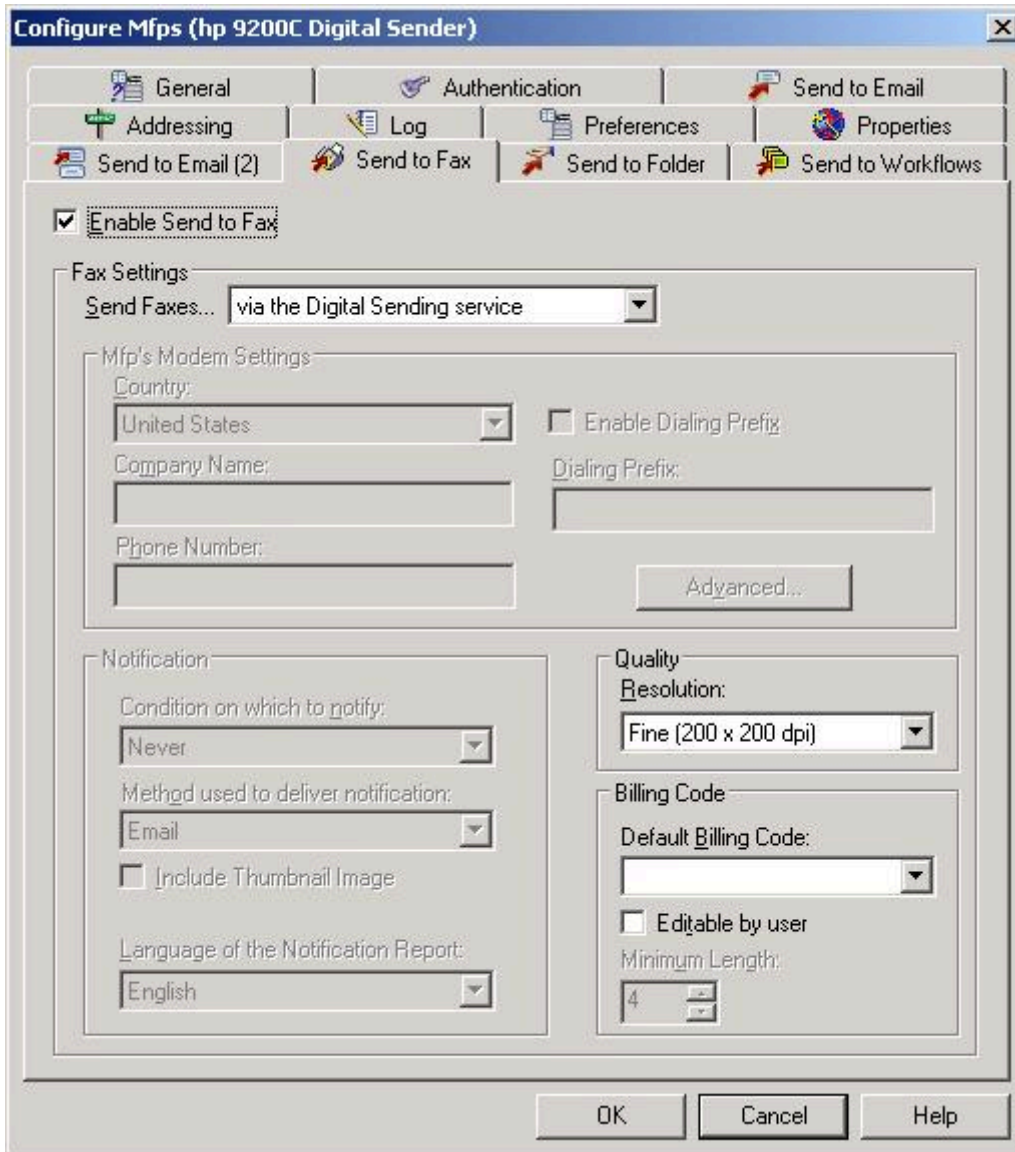 Configure Mfps (hp 9200C Digital Sender)
General Authentication Send to Email
Addressing Log Preferences Properties
Send to Email (2) Send to Fax Send to Folder Send to Workflows
Enable Send to Fax
Fax Settings
Send Faxes... via the Digital Sending service
Mfp's Modem Settings
Country:
United States Enable Dialing Prefix
Company Name: Dialing Prefix:
Phone Number:
Advanced...
Notification
Condition on which to notify:
Never
Method used to deliver notification:
Email
Include Thumbnail Image
Language of the Notification Report:
English
Quality
Resolution:
Fine (200 x 200 dpi)
Billing Code
Default Billing Code:
Editable by user
Minimum Length:
4
OK Cancel Help